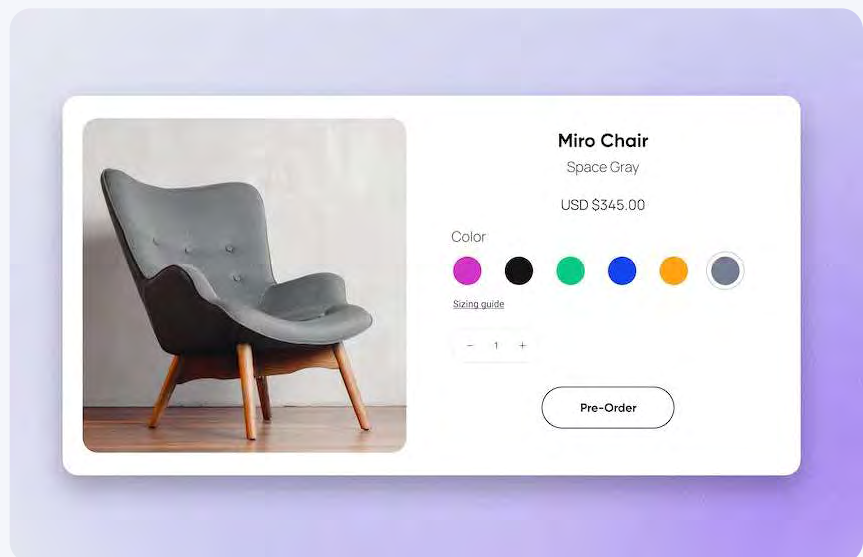 Miro Chair
Space Gray
USD $345.00
Color
Sizing guide
− 1 +
Pre-Order